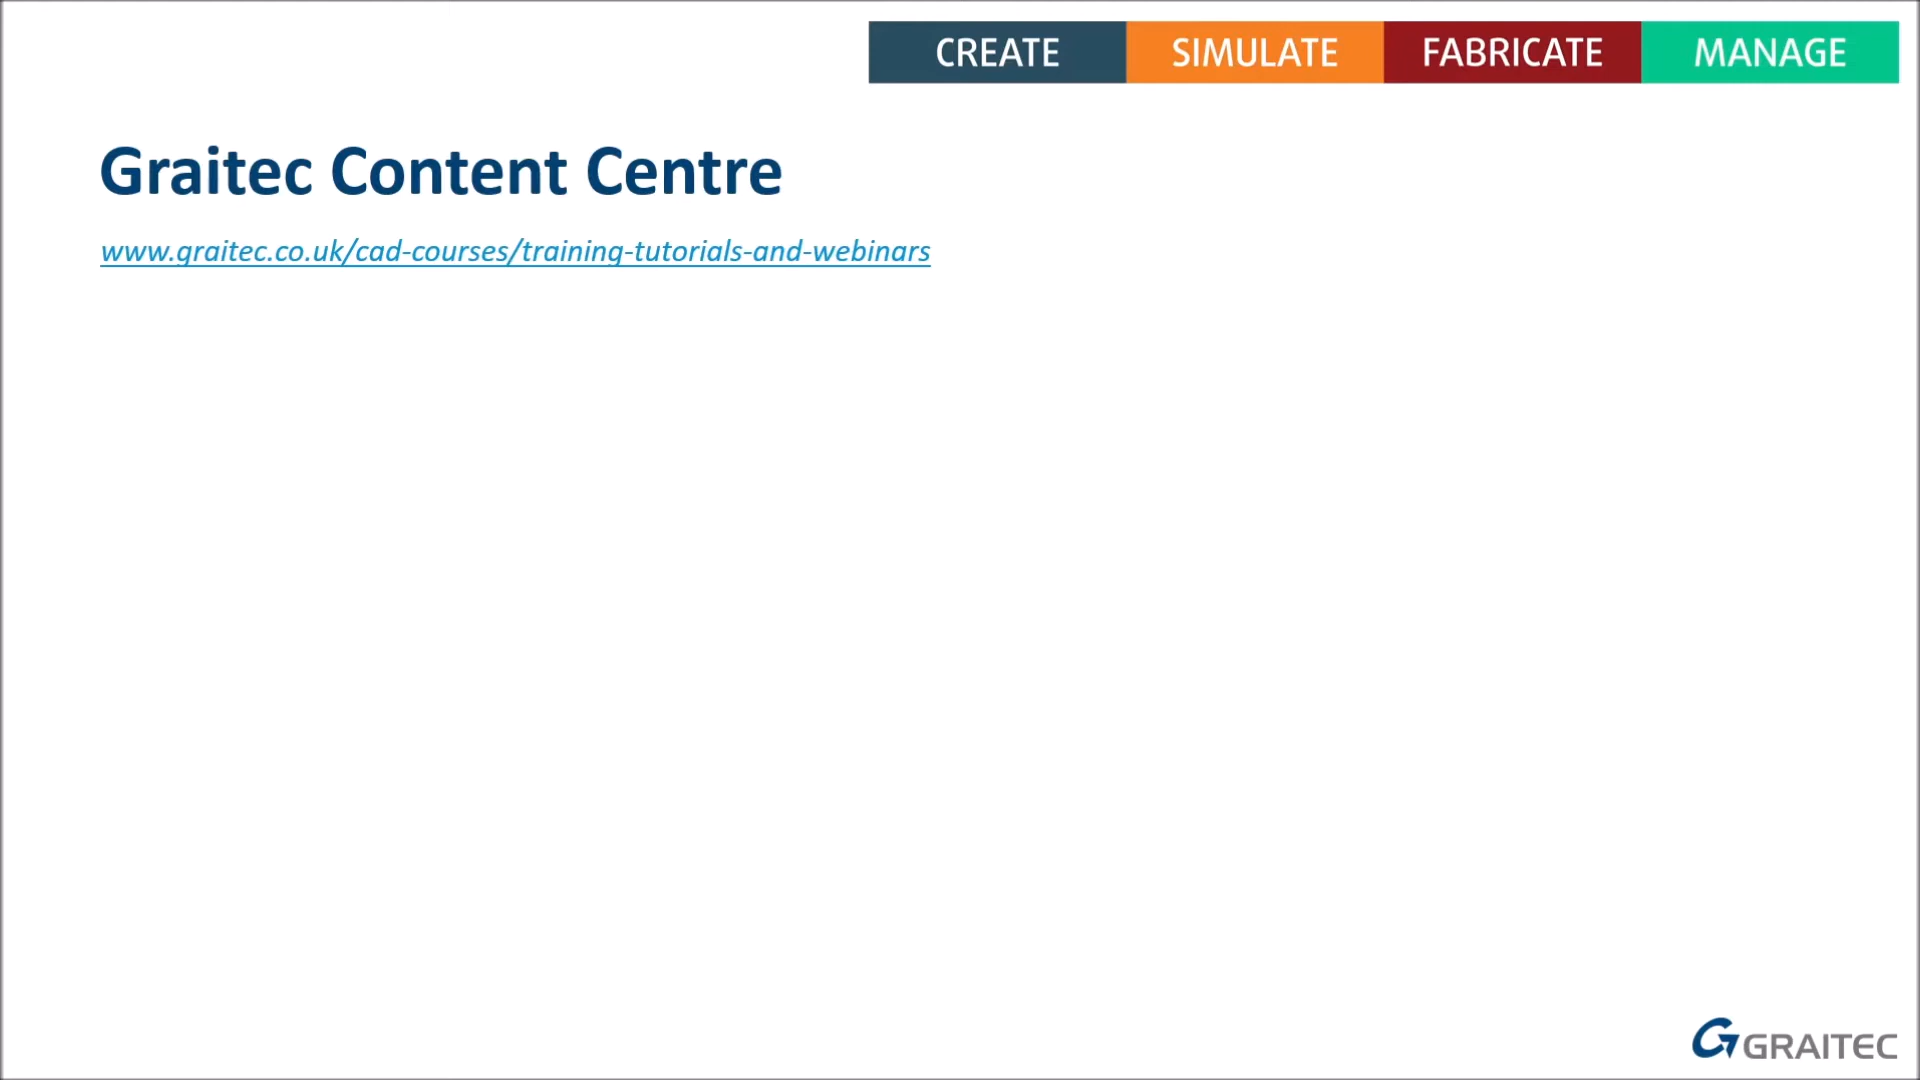 CREATE SIMULATE FABRICATE MANAGE
Graitec Content Centre
www.graitec.co.uk/cad-courses/training-tutorials-and-webinars
GRAITEC